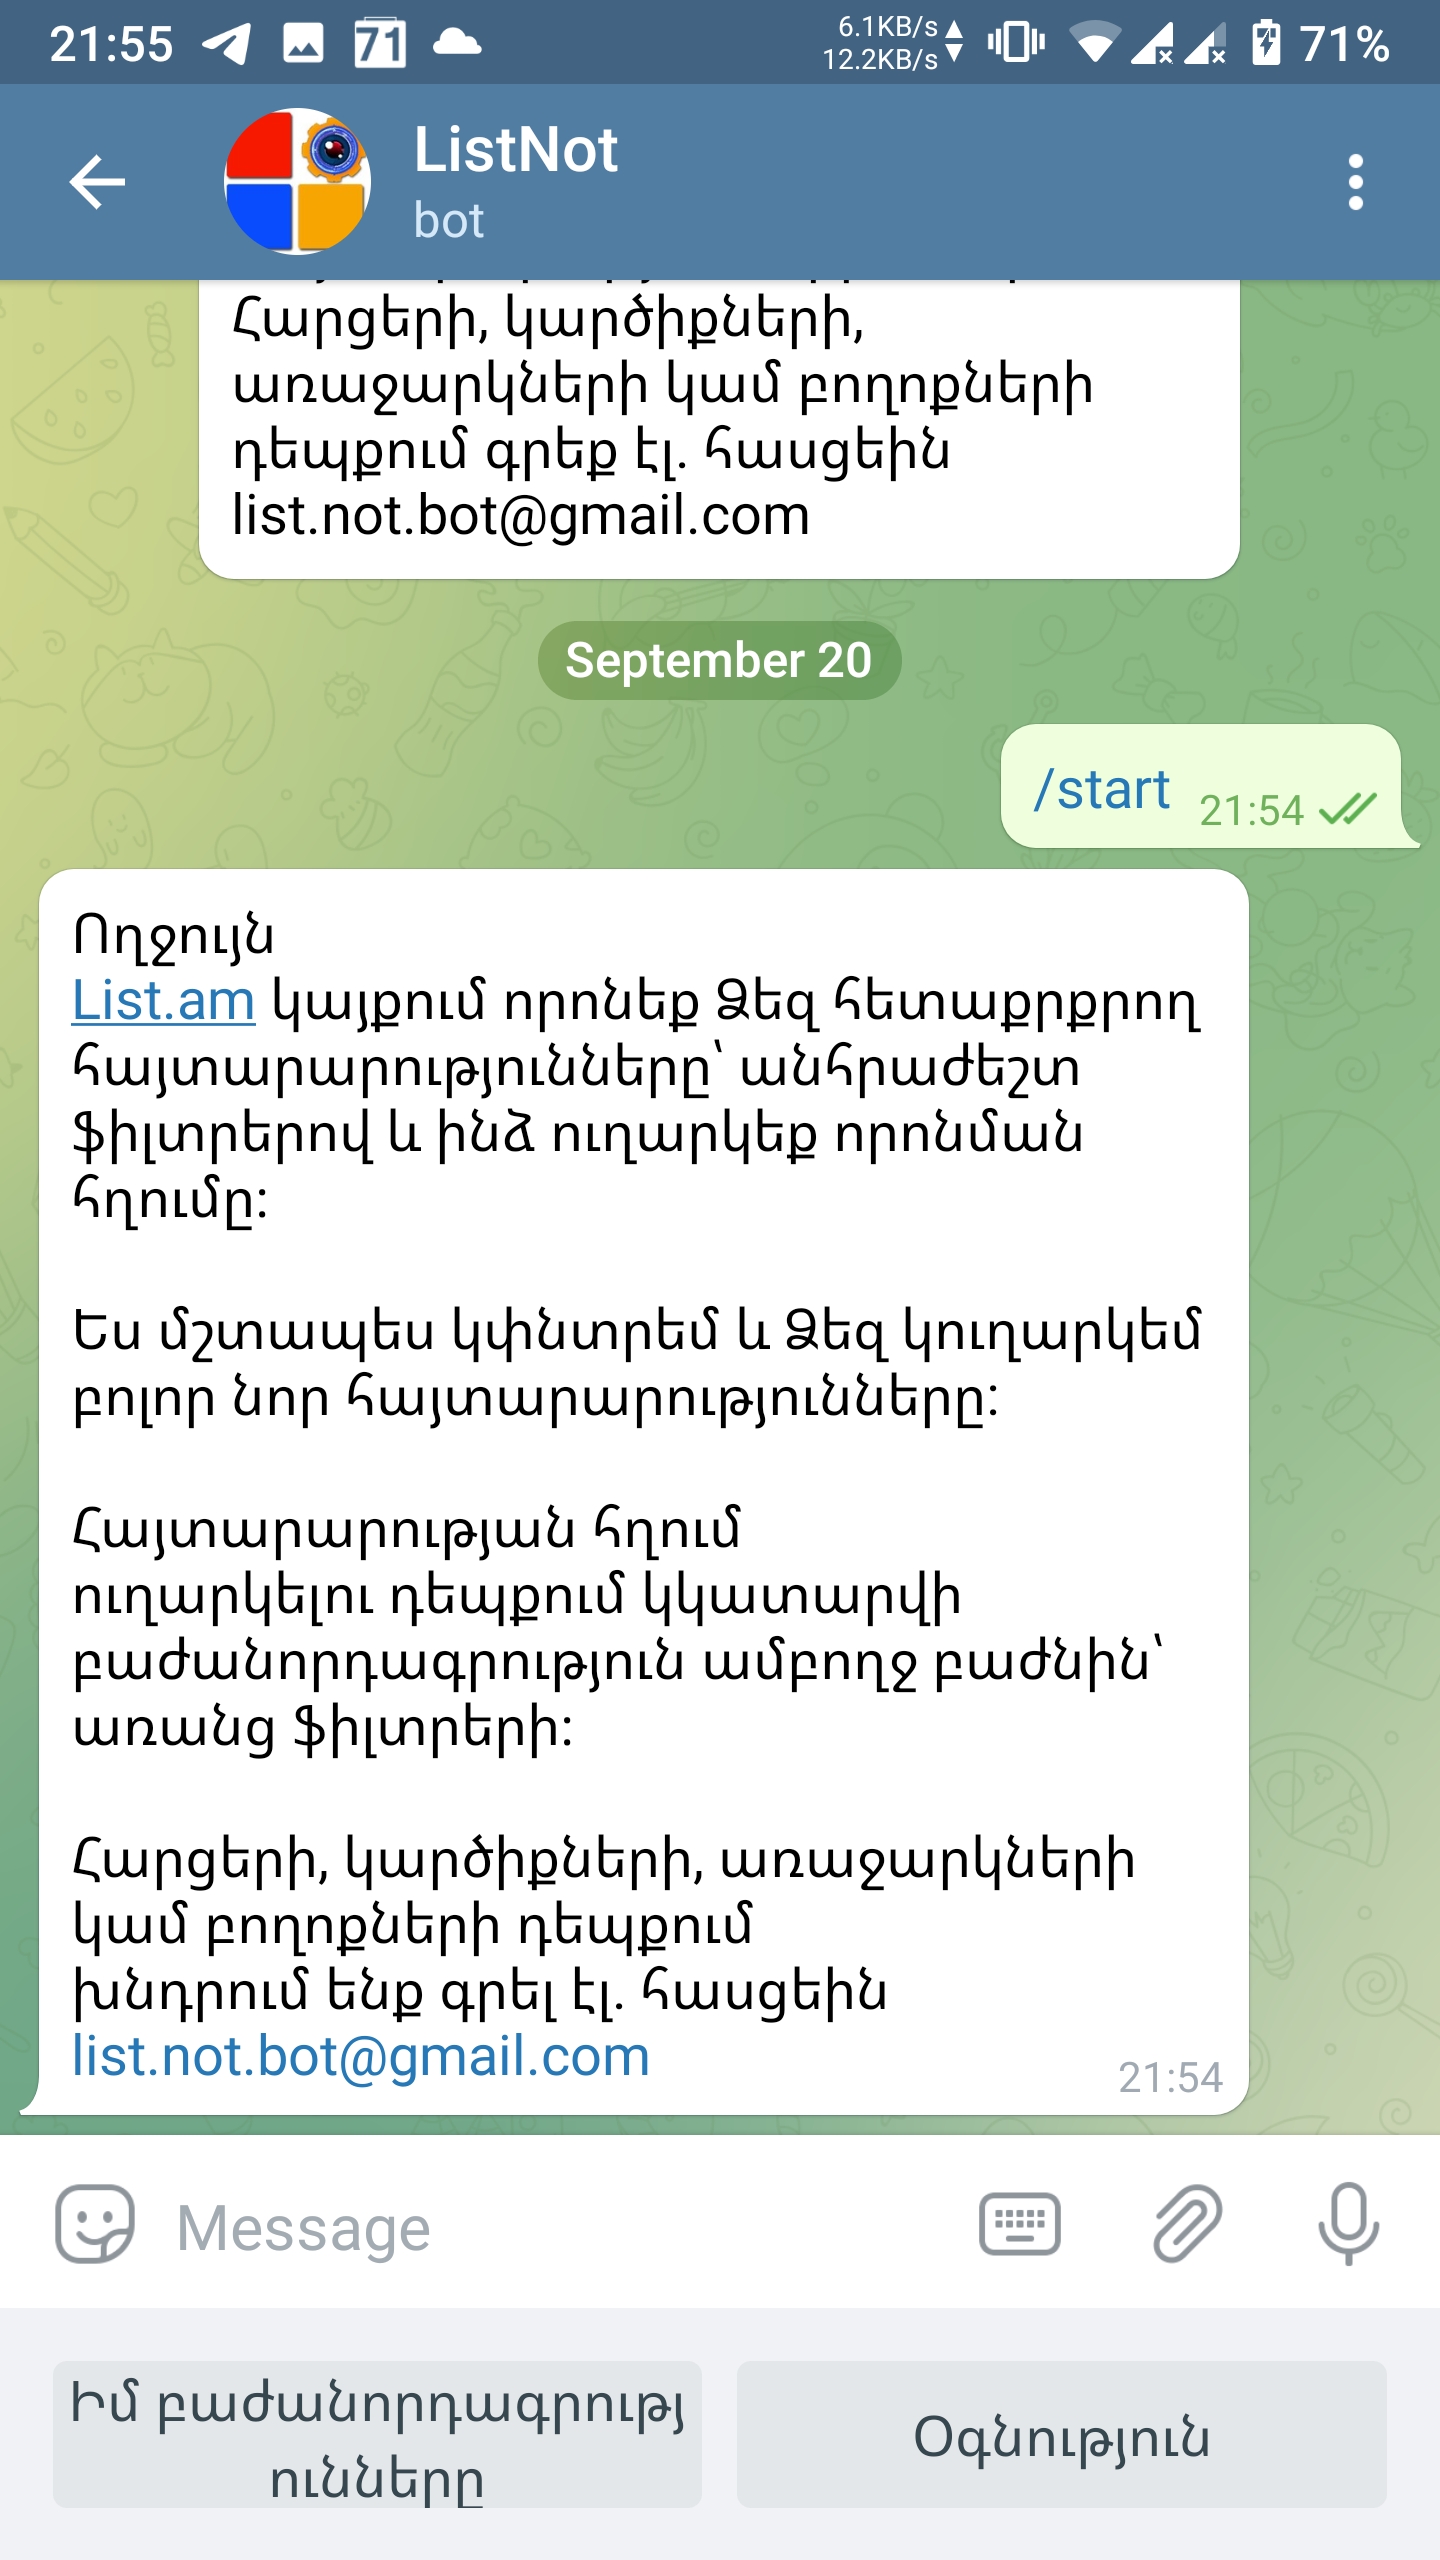 21:55
71
6.1KB/s
12.2KB/s
71%
ListNot
bot
Հարցերի, կարծիքների,
առաջարկների կամ բողոքների
դեպքում գրեք էլ. հասցեին
list.not.bot@gmail.com
September 20
/start 21:54
Ողջույն
List.am կայքում որոնեք Ձեզ հետաքրքրող
հայտարարությունները՝ անհրաժեշտ
ֆիլտրերով և ինձ ուղարկեք որոնման
հղումը:
Ես մշտապես կփնտրեմ և Ձեզ կուղարկեմ
բոլոր նոր հայտարարությունները:
Հայտարարության հղում
ուղարկելու դեպքում կկատարվի
բաժանորդագրություն ամբողջ բաժնին՝
առանց ֆիլտրերի:
Հարցերի, կարծիքների, առաջարկների
կամ բողոքների դեպքում
խնդրում ենք գրել էլ. հասցեին
list.not.bot@gmail.com
21:54
Message
Իմ բաժանորդագրությ
ունները
Օգնություն